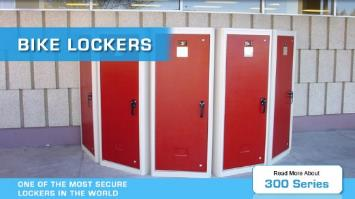 BIKE LOCKERS
ONE OF THE MOST SECURE
LOCKERS IN THE WORLD
Read More About
300 Series